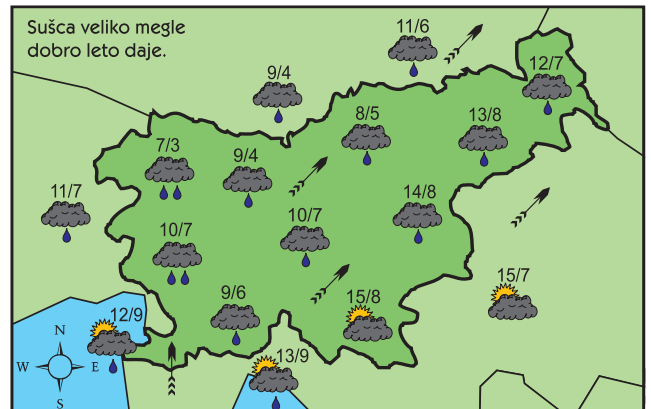 Sušca veliko megle
dobro leto daje.
11/6
12/7
9/4
8/5
13/8
7/3
9/4
11/7
14/8
10/7
10/7
15/7
9/6
15/8
12/9
N
13/9
W
E
S